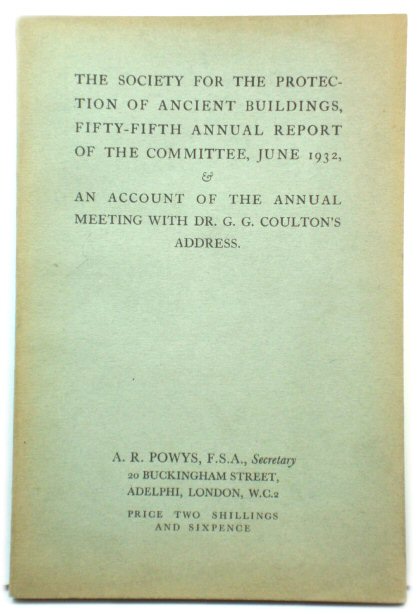 THE SOCIETY FOR THE PROTEC-
TION OF ANCIENT BUILDINGS,
FIFTY-FIFTH ANNUAL REPORT
OF THE COMMITTEE, JUNE 1932,
&
AN ACCOUNT OF THE ANNUAL
MEETING WITH DR. G. G. COULTON'S
ADDRESS.
A. R. POWYS, F.S.A., Secretary
20 BUCKINGHAM STREET,
ADELPHI, LONDON, W.C.2
PRICE TWO SHILLINGS
AND SIXPENCE